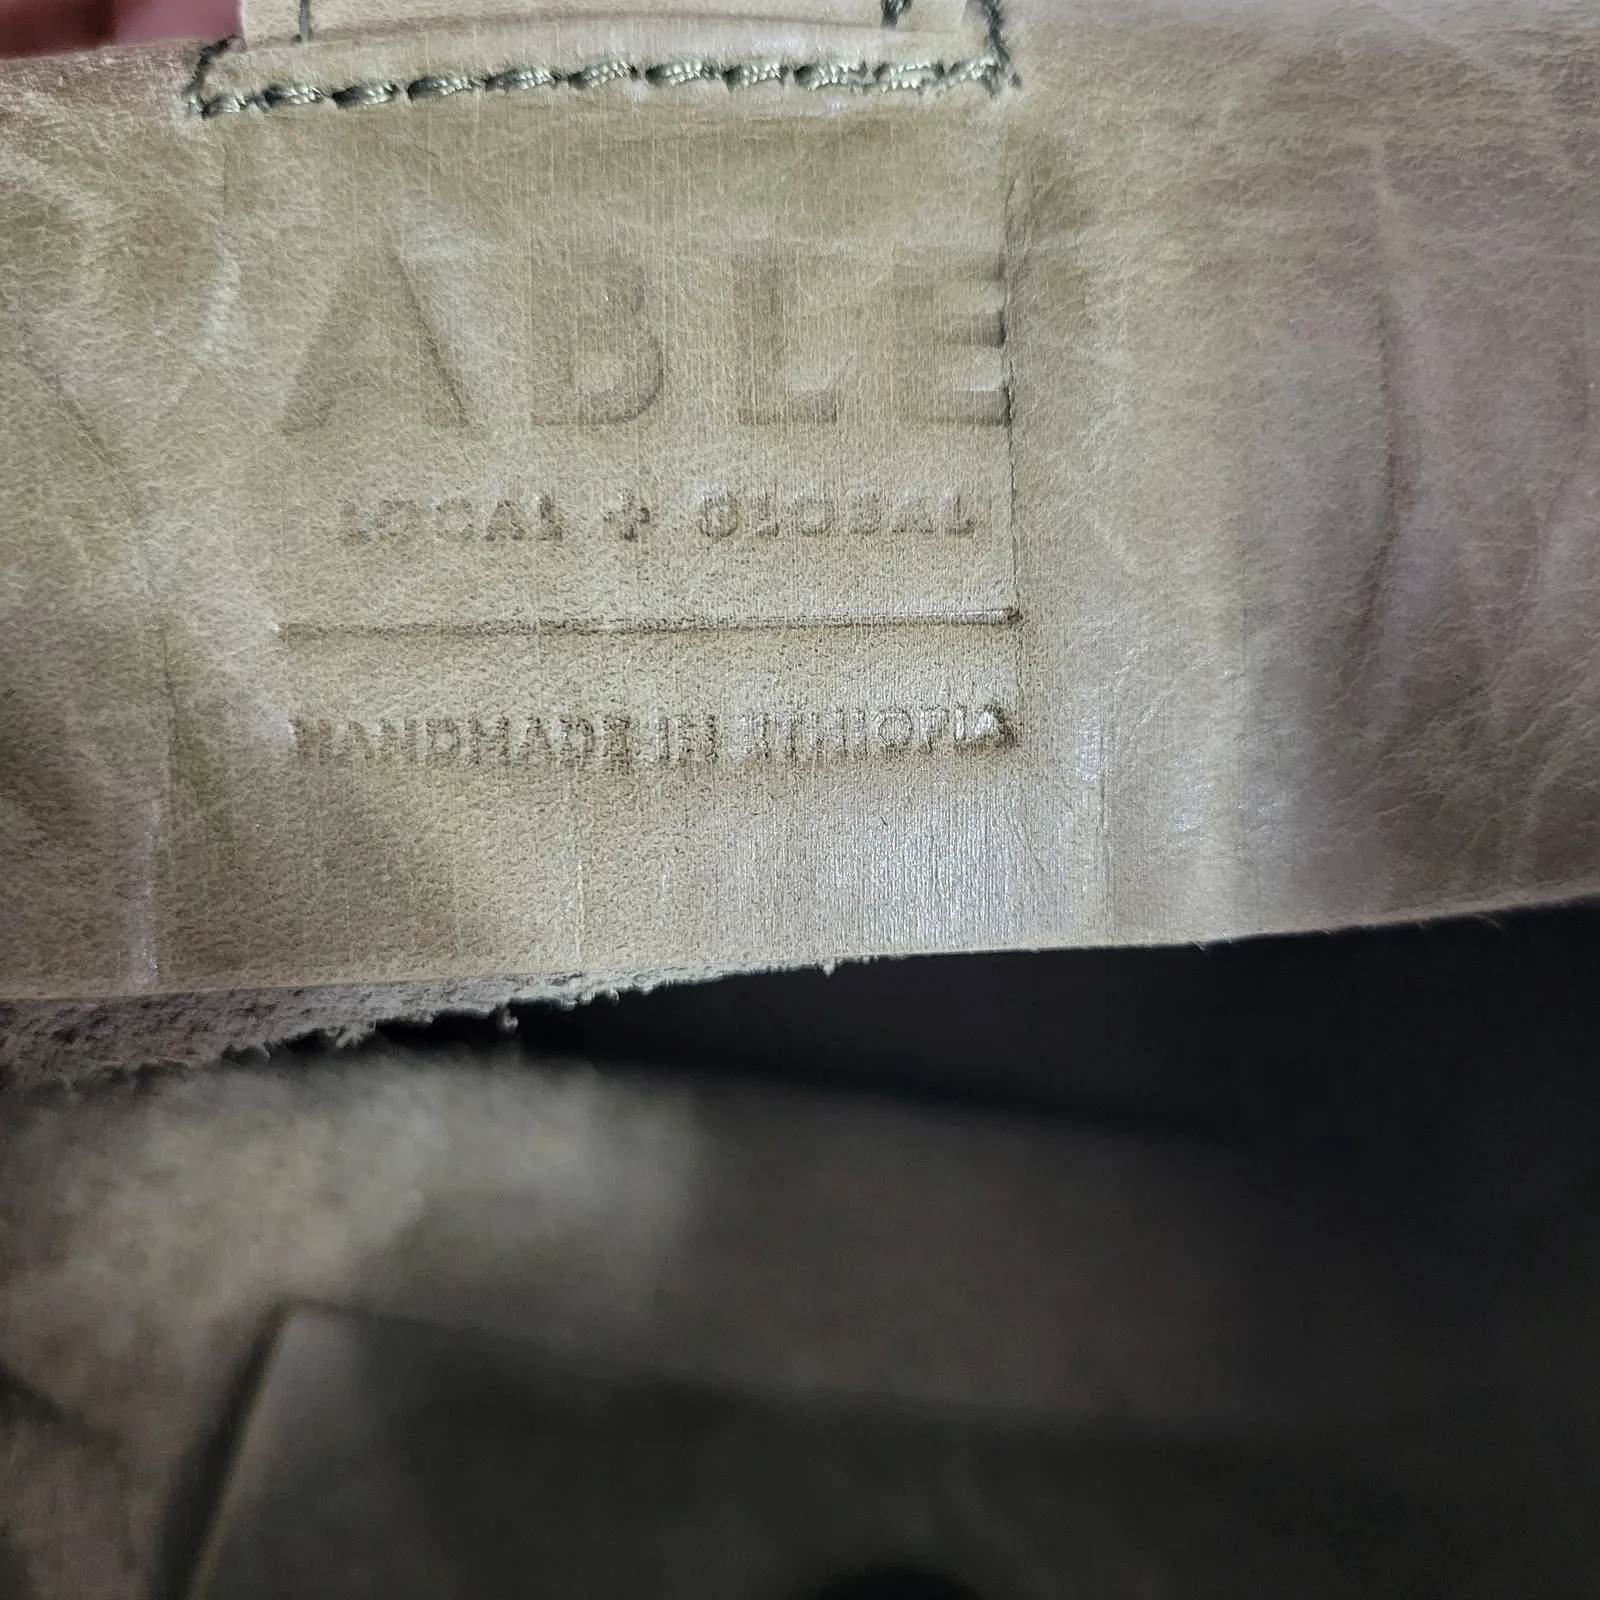 ABLE
LOCAL + GLOBAL
HANDMADE IN ETHIOPIA